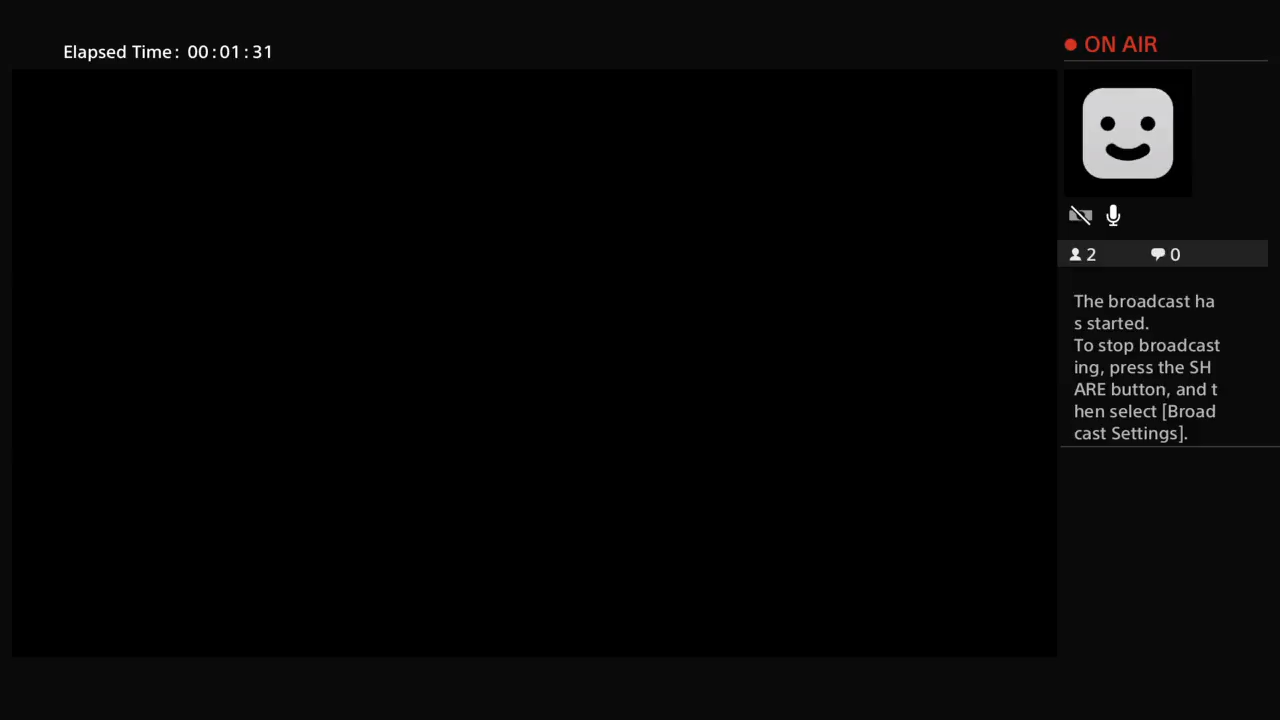 Elapsed Time: 00:01:31
ON AIR
2 0
The broadcast ha
s started.
To stop broadcast
ing, press the SH
ARE button, and t
hen select [Broad
cast Settings].